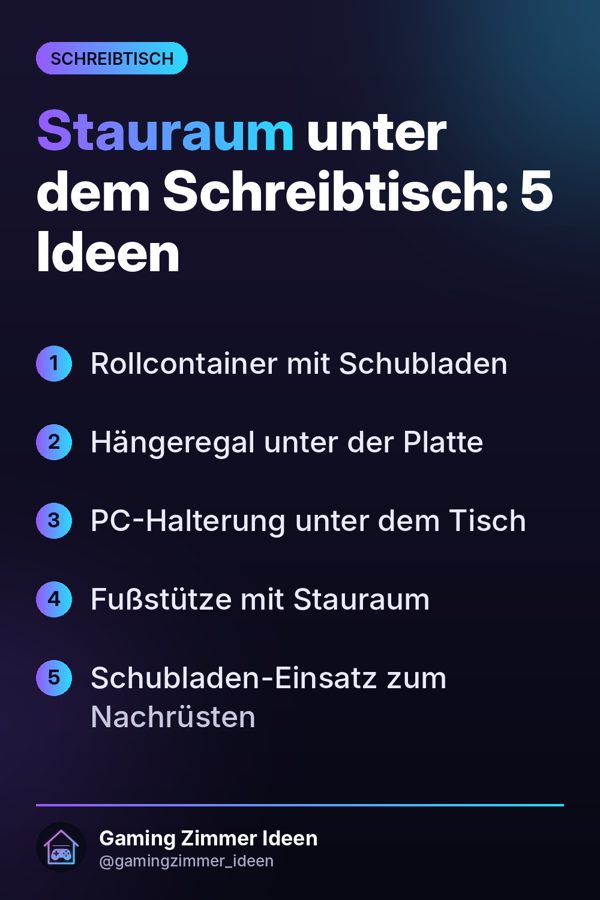 SCHREIBTISCH
Stauraum unter
dem Schreibtisch: 5
Ideen
1 Rollcontainer mit Schubladen
2 Hängeregal unter der Platte
3 PC-Halterung unter dem Tisch
4 Fußstütze mit Stauraum
5 Schubladen-Einsatz zum
Nachrüsten
Gaming Zimmer Ideen
@gamingzimmer_ideen